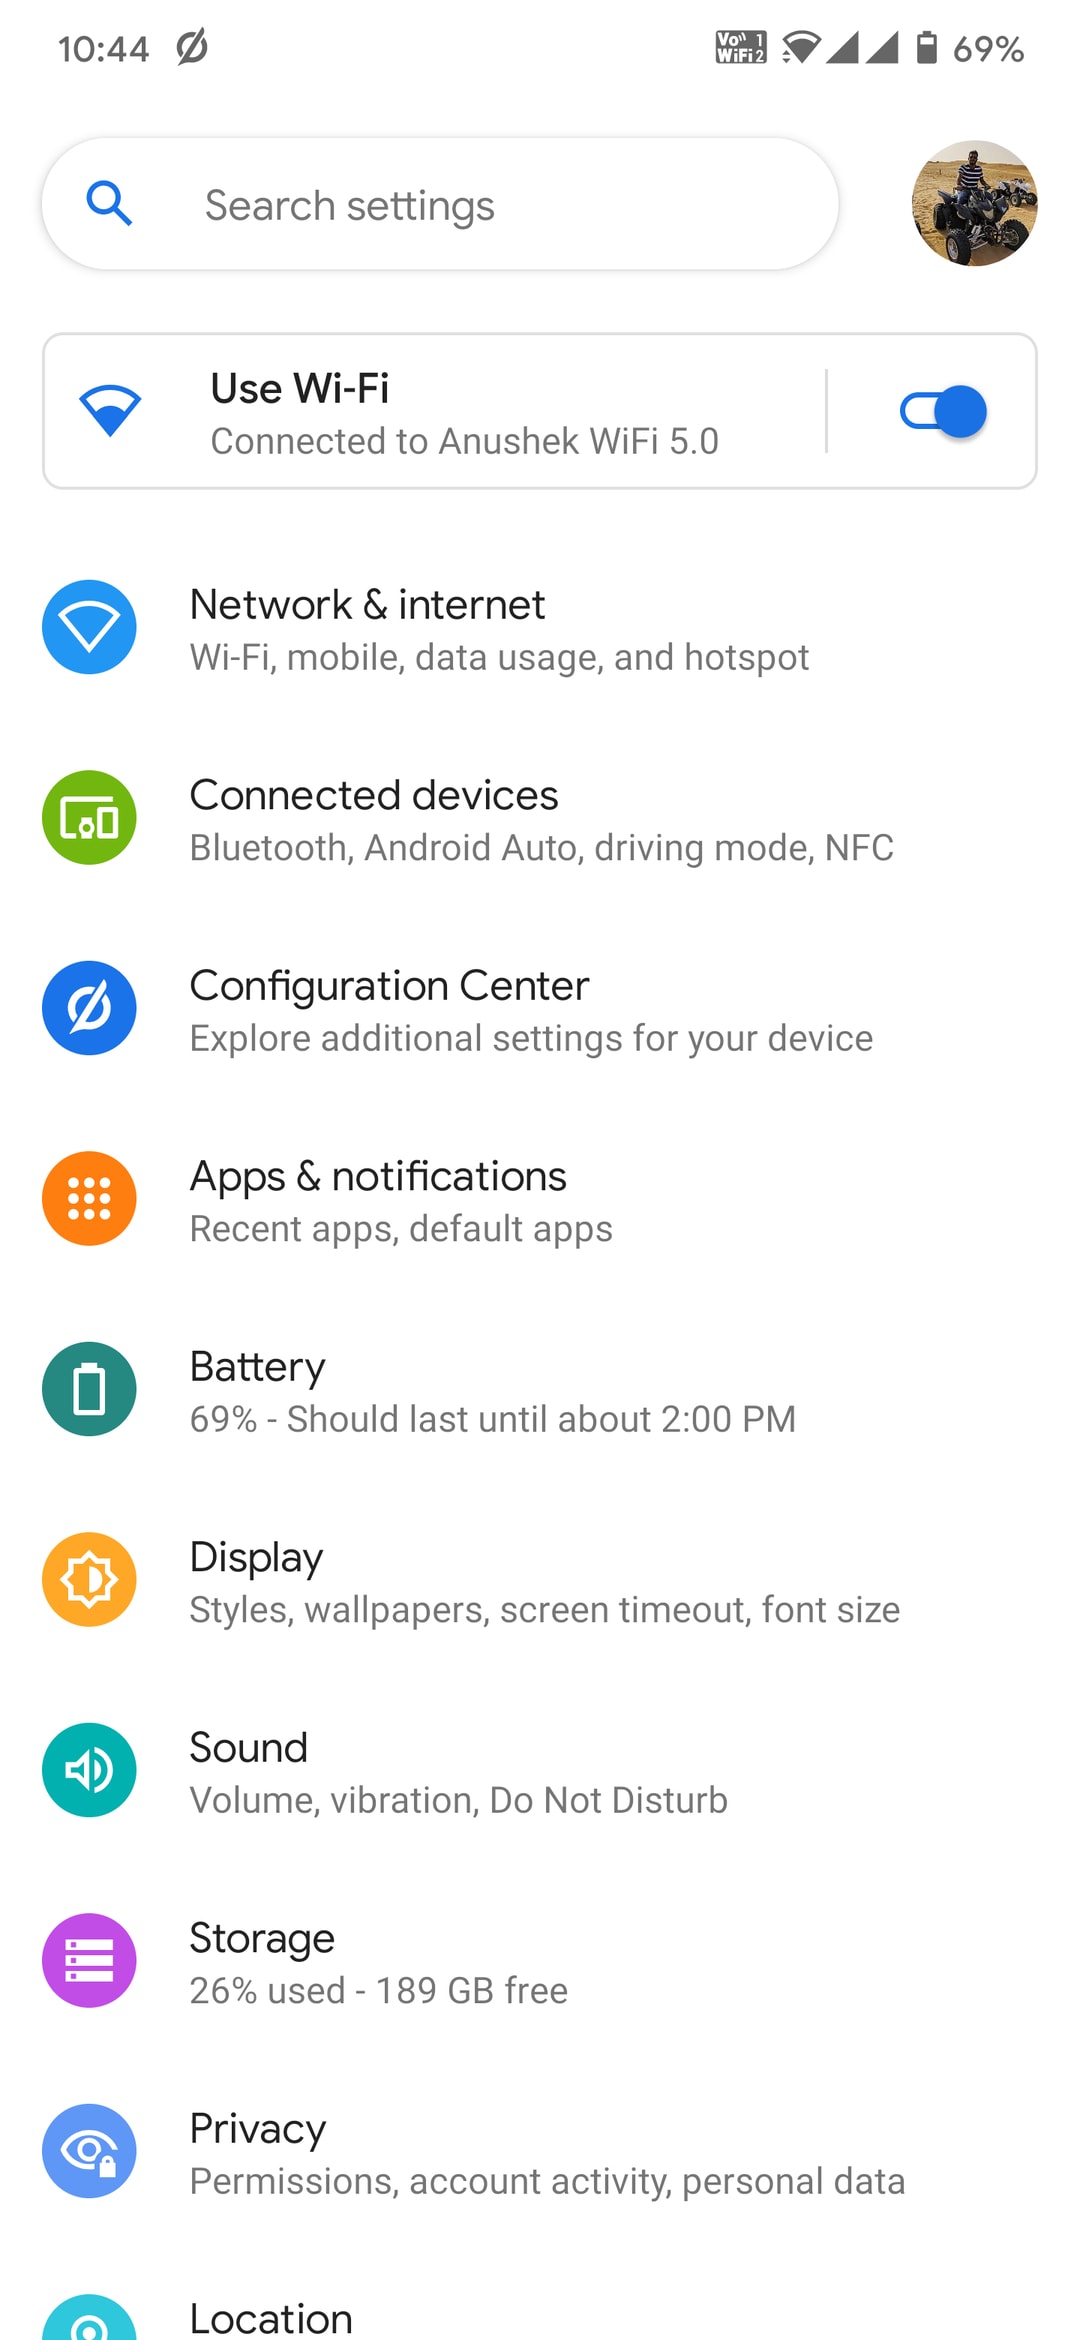 10:44
Vo)) 1
WiFi 2
69%
Search settings
Use Wi-Fi
Connected to Anushek WiFi 5.0
Network & internet
Wi-Fi, mobile, data usage, and hotspot
Connected devices
Bluetooth, Android Auto, driving mode, NFC
Configuration Center
Explore additional settings for your device
Apps & notifications
Recent apps, default apps
Battery
69% - Should last until about 2:00 PM
Display
Styles, wallpapers, screen timeout, font size
Sound
Volume, vibration, Do Not Disturb
Storage
26% used - 189 GB free
Privacy
Permissions, account activity, personal data
Location